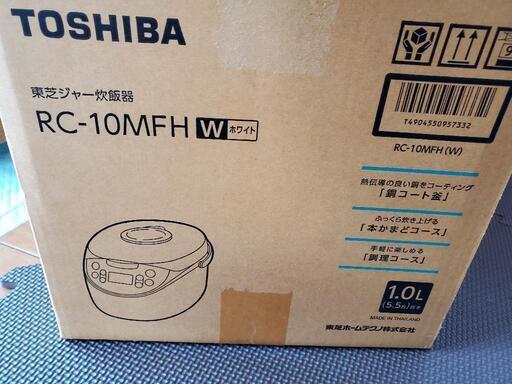 TOSHIBA
東芝ジャー炊飯器
RC-10MFH W ホワイト
T4904550957332
RC-10MFH (W)
熱伝導の良い銅をコーティング
「銅コート釜」
ふっくら炊き上げる
「本かまどコース」
手軽に楽しめる
「調理コース」
1.0L
(5.5合)炊き
MADE IN THAILAND
東芝ホームテクノ株式会社